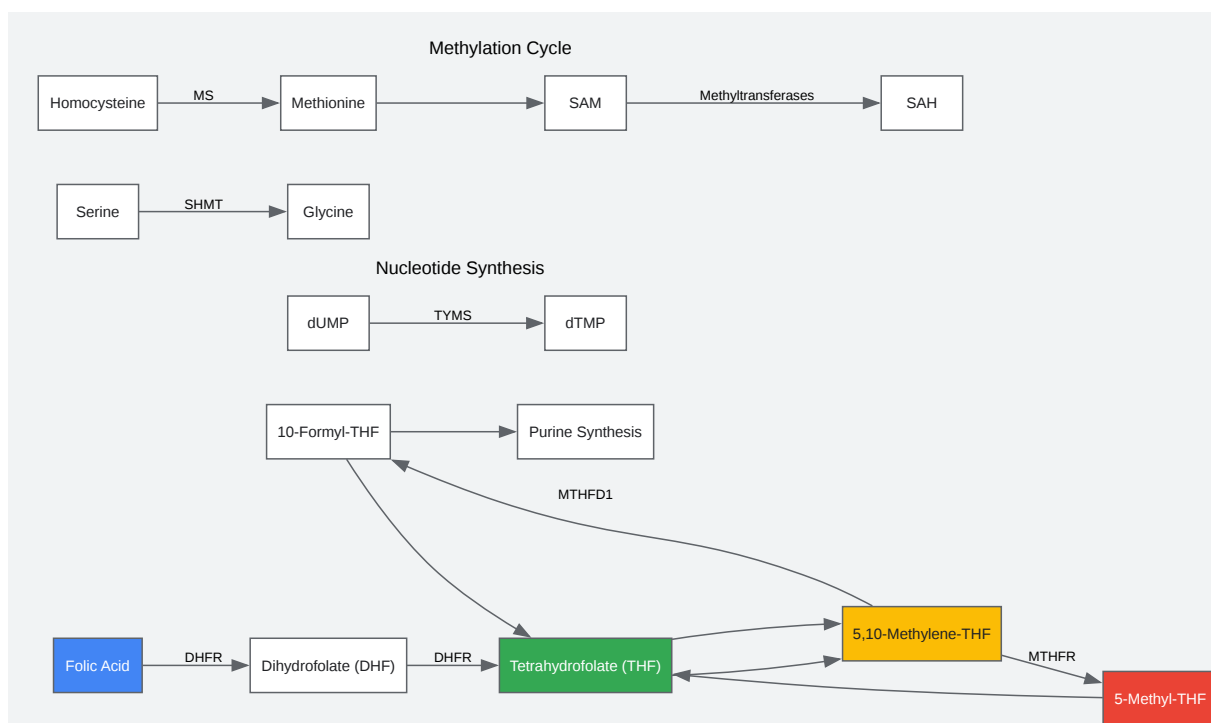 Methylation Cycle
Homocysteine
MS
Methionine
SAM
Methyltransferases
SAH
Serine
SHMT
Glycine
Nucleotide Synthesis
dUMP
TYMS
dTMP
10-Formyl-THF
Purine Synthesis
MTHFD1
5,10-Methylene-THF
Folic Acid
DHFR
Dihydrofolate (DHF)
DHFR
Tetrahydrofolate (THF)
MTHFR
5-Methyl-THF